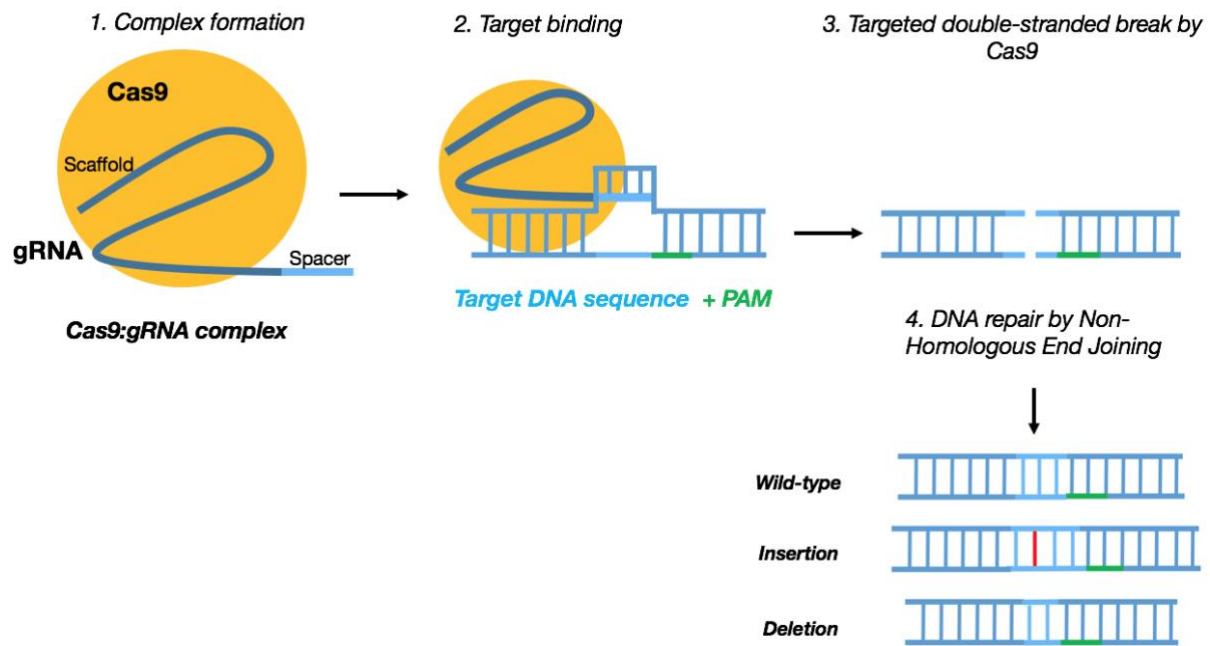 1. Complex formation
Cas9
Scaffold
gRNA
Spacer
Cas9:gRNA complex
2. Target binding
Target DNA sequence + PAM
3. Targeted double-stranded break by
Cas9
4. DNA repair by Non-
Homologous End Joining
Wild-type
Insertion
Deletion